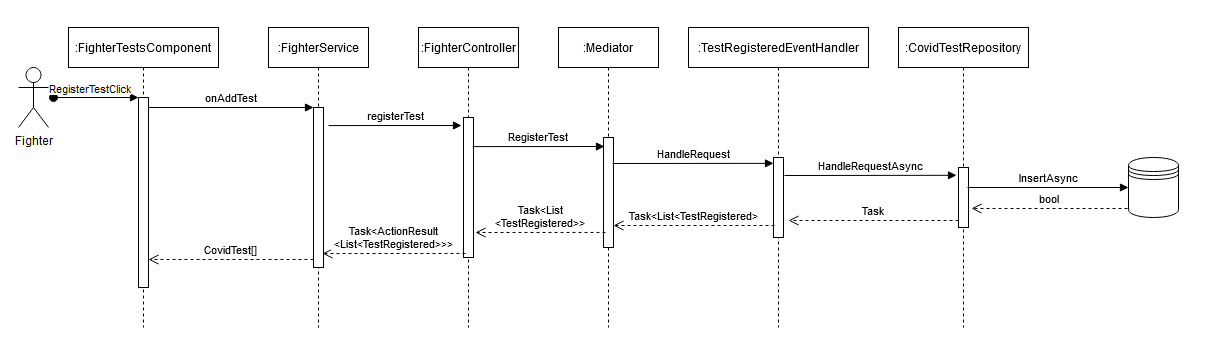 :FighterTestsComponent
:FighterService
:FighterController
:Mediator
:TestRegisteredEventHandler
:CovidTestRepository
RegisterTestClick
Fighter
onAddTest
registerTest
RegisterTest
HandleRequest
HandleRequestAsync
InsertAsync
bool
Task
Task<List<TestRegistered>
Task<List
<TestRegistered>>
Task<ActionResult
<List<TestRegistered>>>
CovidTest[]